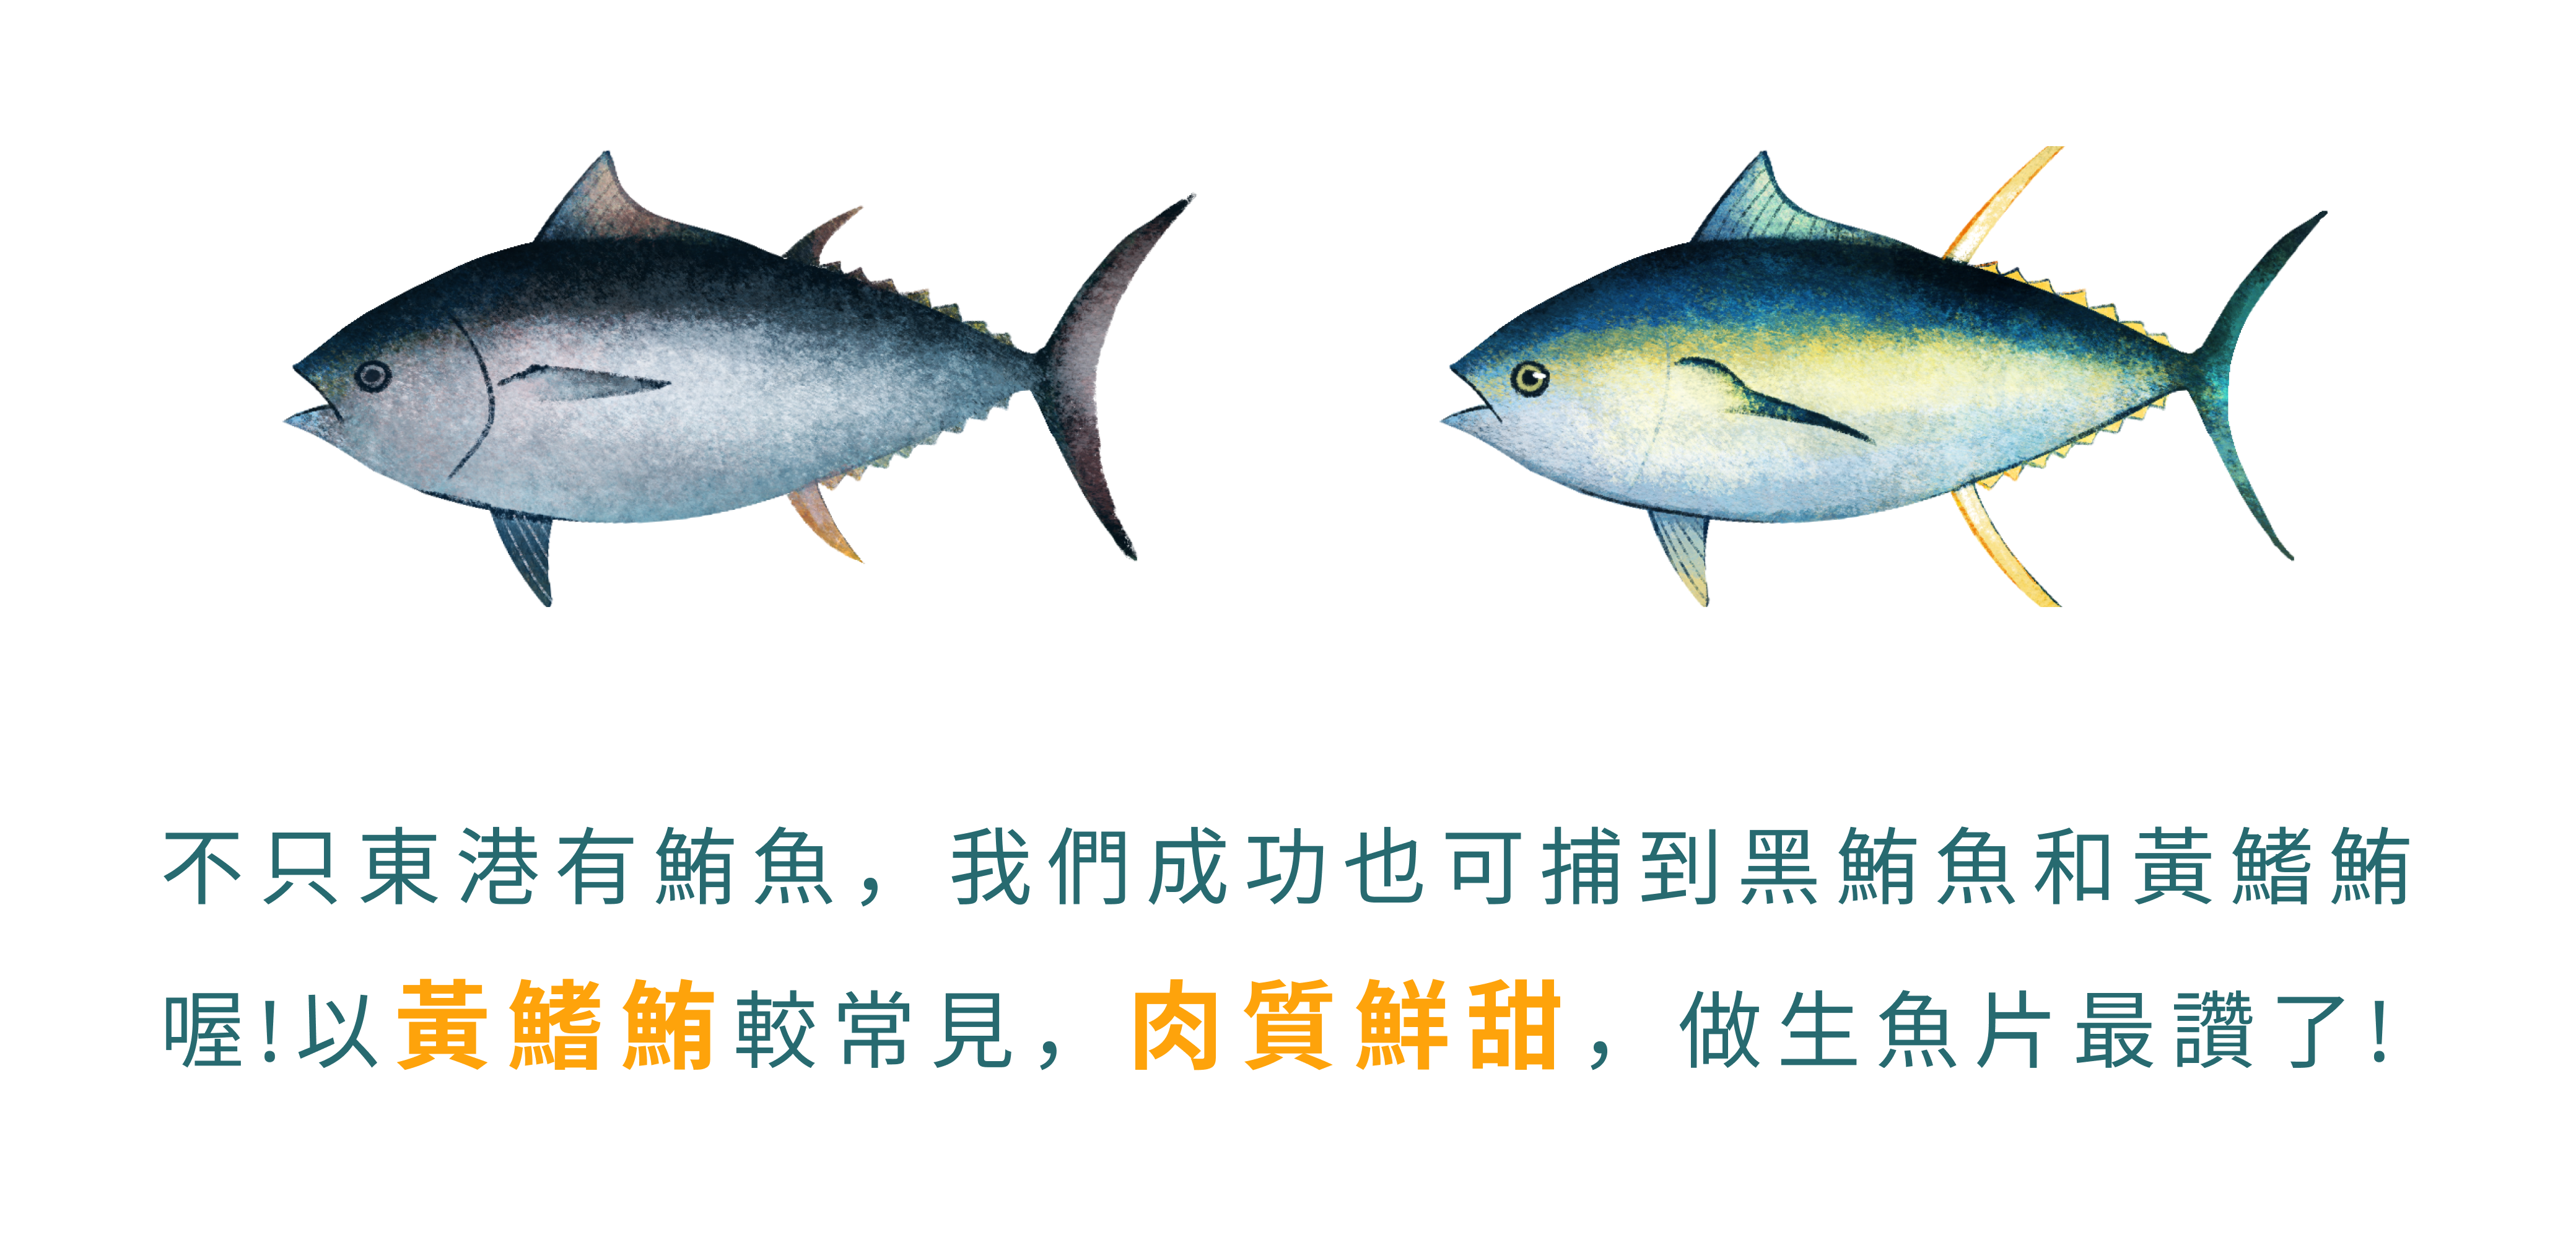 不只東港有鮪魚，我們成功也可捕到黑鮪魚和黃鰭鮪
喔!以黃鰭鮪較常見，肉質鮮甜，做生魚片最讚了!